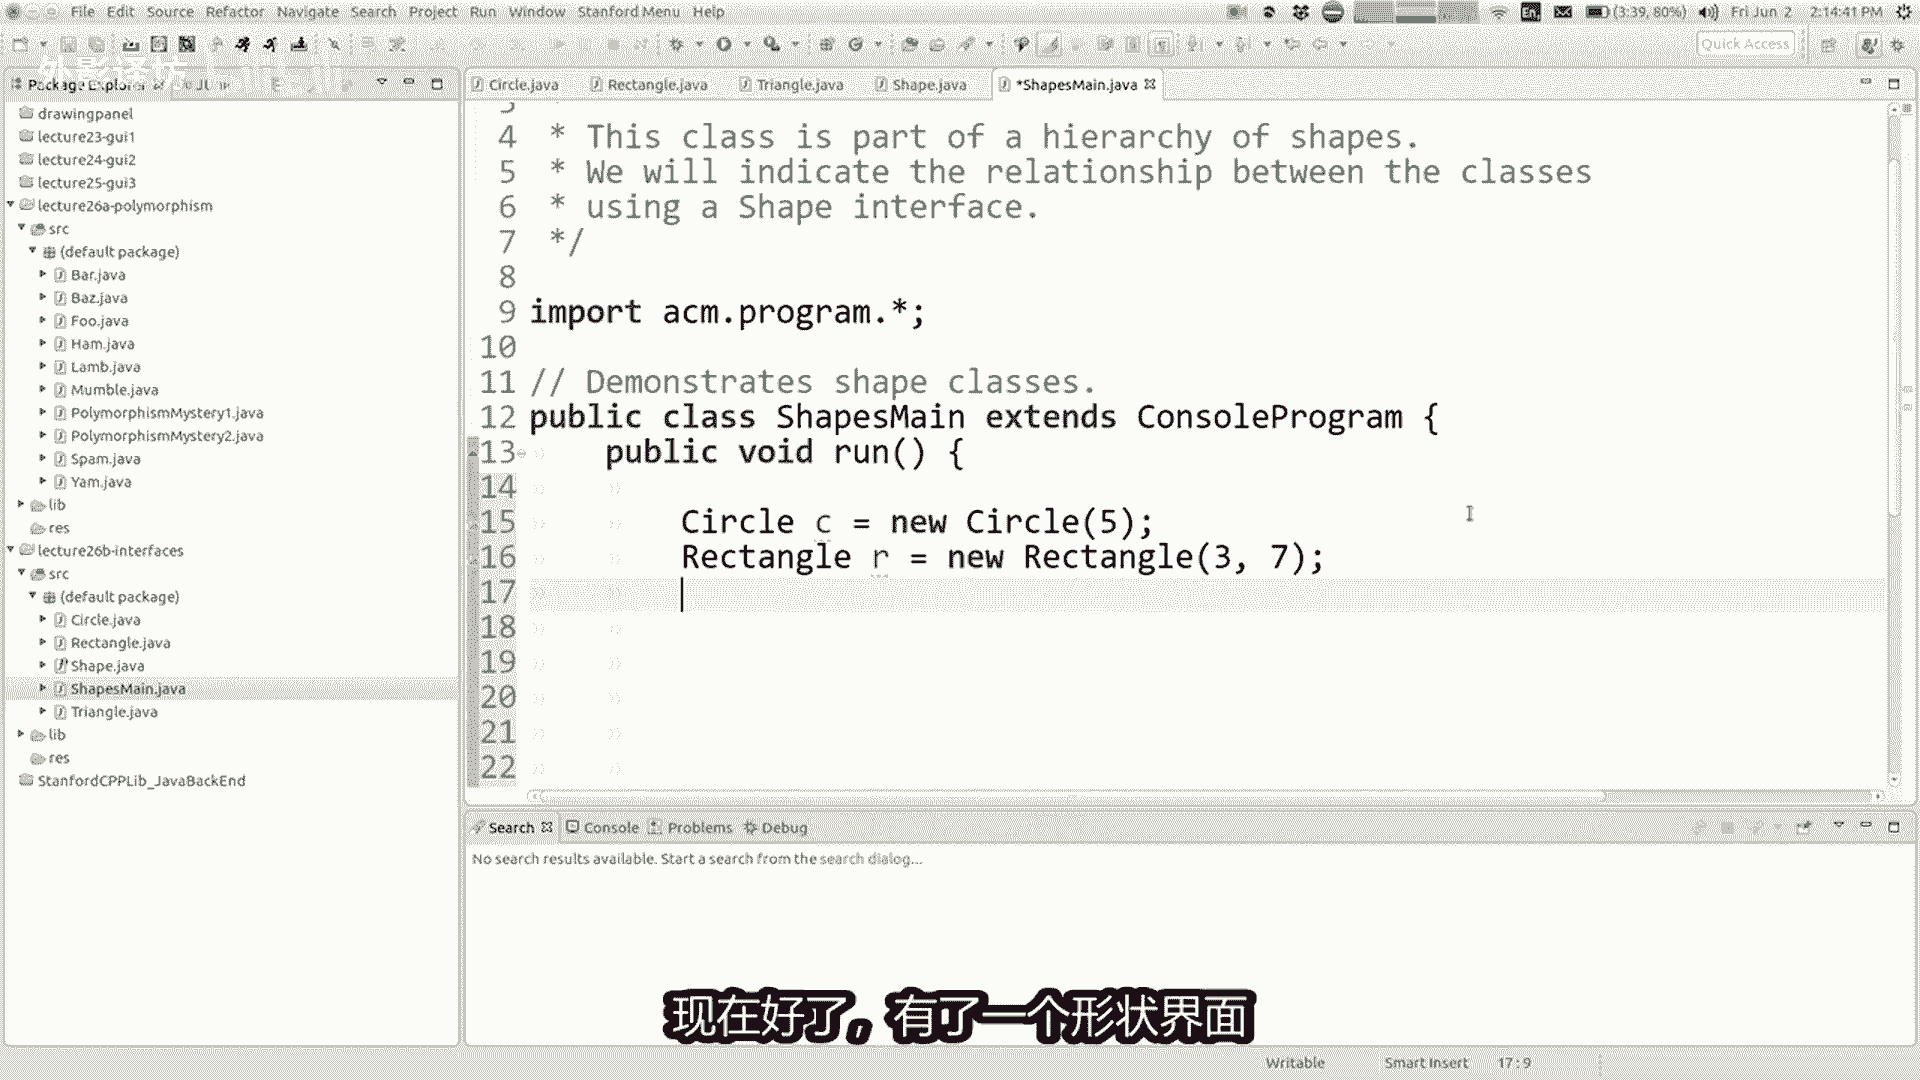 File Edit Source Refactor Navigate Search Project Run Window Stanford Menu Help
En
(3:39, 80%)
Fri Jun 2 2:14:41 PM
Quick Access
Package Explorer
Circle.java
Rectangle.java
Triangle.java
Shape.java
*ShapesMain.java
drawingpanel
lecture23-gui1
lecture24-gui2
lecture25-gui3
lecture26a-polymorphism
src
(default package)
Bar.java
Baz.java
Foo.java
Ham.java
Lamb.java
Mumble.java
PolymorphismMystery1.java
PolymorphismMystery2.java
Spam.java
Yam.java
lib
res
lecture26b-interfaces
src
(default package)
Circle.java
Rectangle.java
Shape.java
ShapesMain.java
Triangle.java
lib
res
StanfordCPPLib_JavaBackEnd
4 * This class is part of a hierarchy of shapes.
5 * We will indicate the relationship between the classes
6 * using a Shape interface.
7 */
8
9 import acm.program.*;
10
11 // Demonstrates shape classes.
12 public class ShapesMain extends ConsoleProgram {
13 public void run() {
14
15 Circle c = new Circle(5);
16 Rectangle r = new Rectangle(3, 7);
17
18
19
20
21
22
Search Console Problems Debug
No search results available. Start a search from the search dialog...
现在好了，有了一个形状界面
Writable Smart Insert 17 : 9